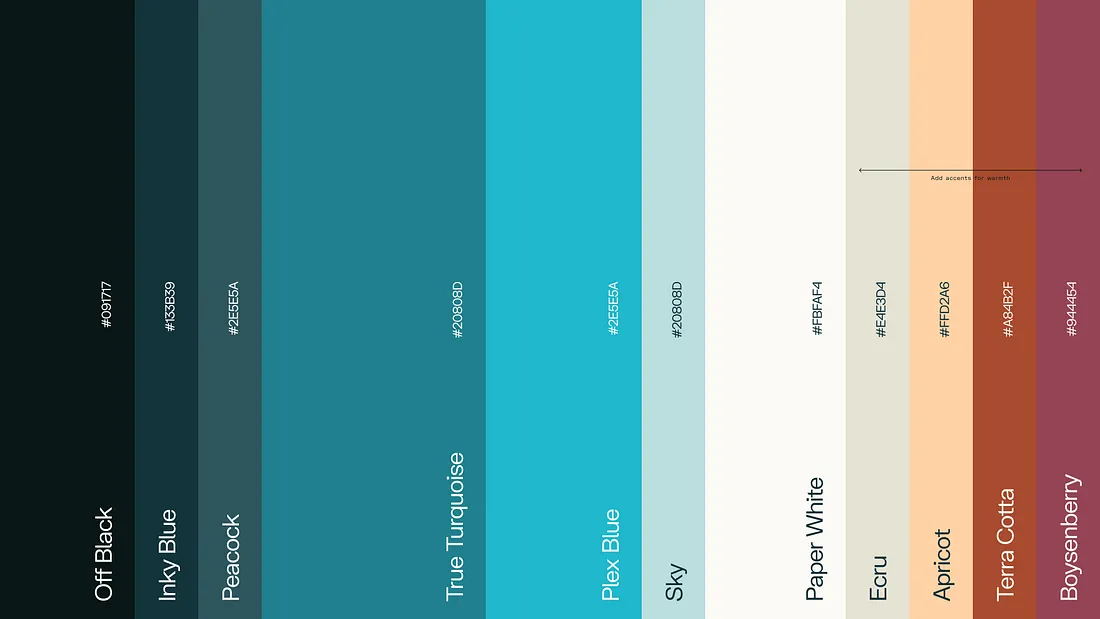 Add accents for warmth
#091717
#133B39
#2E5E5A
#20808D
#2E5E5A
#20808D
#FBFAF4
#E4E3D4
#FFD2A6
#A84B2F
#944454
Off Black
Inky Blue
Peacock
True Turquoise
Plex Blue
Sky
Paper White
Ecru
Apricot
Terra Cotta
Boysenberry